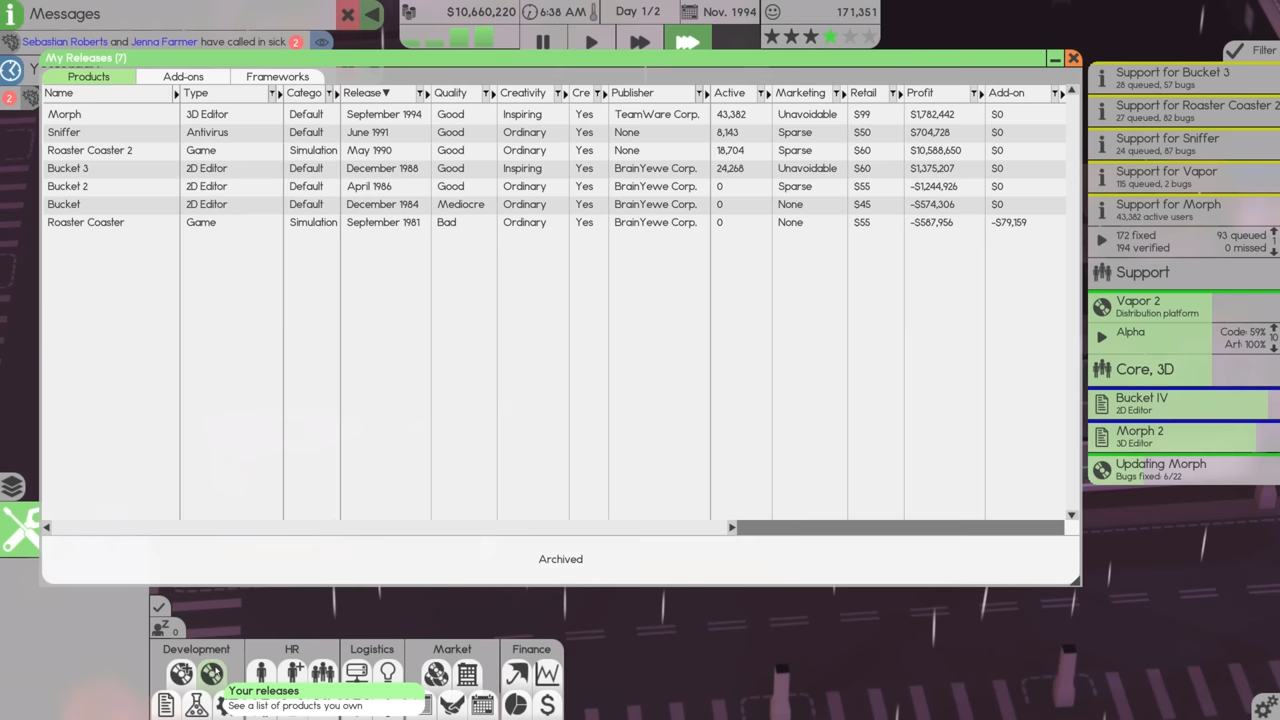 Messages
$10,660,220
6:38 AM
Day 1/2
Nov. 1994
171,351
Sebastian Roberts and Jenna Farmer have called in sick
2
My Releases (7)
Filter
Products
Add-ons
Frameworks
2
Name
Type
Catego
Release
Quality
Creativity
Cre
Publisher
Active
Marketing
Retail
Profit
Add-on
Morph 3D Editor Default September 1994 Good Inspiring Yes TeamWare Corp. 43,382 Unavoidable $99 $1,782,442 $0
Sniffer Antivirus Default June 1991 Good Ordinary Yes None 8,143 Sparse $50 $704,728 $0
Roaster Coaster 2 Game Simulation May 1990 Good Ordinary Yes None 18,704 Sparse $60 $10,588,650 $0
Bucket 3 2D Editor Default December 1988 Good Inspiring Yes BrainYewe Corp. 24,268 Unavoidable $60 $1,375,207 $0
Bucket 2 2D Editor Default April 1986 Good Ordinary Yes BrainYewe Corp. 0 Sparse $55 -$1,244,926 $0
Bucket 2D Editor Default December 1984 Mediocre Ordinary Yes BrainYewe Corp. 0 None $45 -$574,306 $0
Roaster Coaster Game Simulation September 1981 Bad Ordinary Yes BrainYewe Corp. 0 None $55 -$587,956 -$79,159
Archived
Support for Bucket 3
28 queued, 57 bugs
Support for Roaster Coaster 2
27 queued, 82 bugs
Support for Sniffer
24 queued, 87 bugs
Support for Vapor
115 queued, 2 bugs
Support for Morph
43,382 active users
172 fixed 93 queued
194 verified 0 missed
1
Support
Vapor 2
Distribution platform
Alpha
Code: 59%
Art: 100%
10
Core, 3D
Bucket IV
2D Editor
Morph 2
3D Editor
Updating Morph
Bugs fixed: 6/22
Z
0
Development
HR
Logistics
Market
Finance
Your releases
See a list of products you own